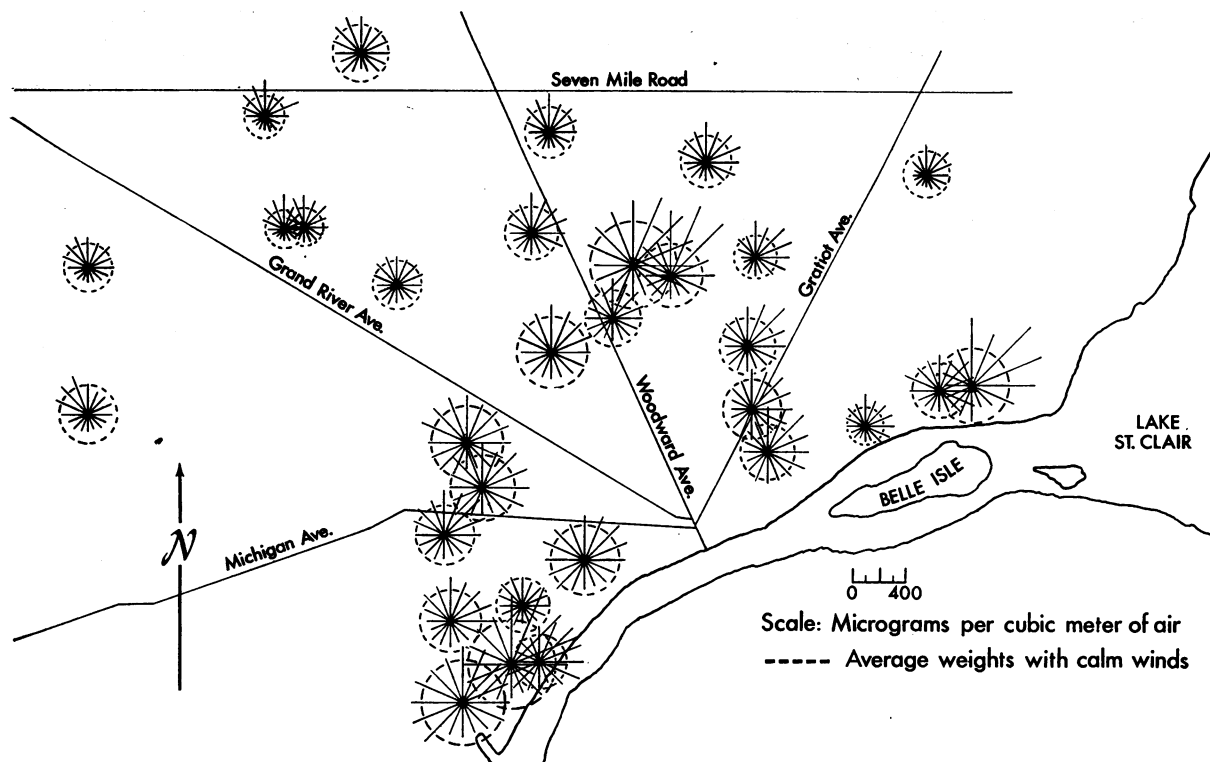 Seven Mile Road
Gratiot Ave.
Grand River Ave.
Woodward Ave.
LAKE
ST. CLAIR
BELLE ISLE
N
Michigan Ave.
0 400
Scale: Micrograms per cubic meter of air
Average weights with calm winds